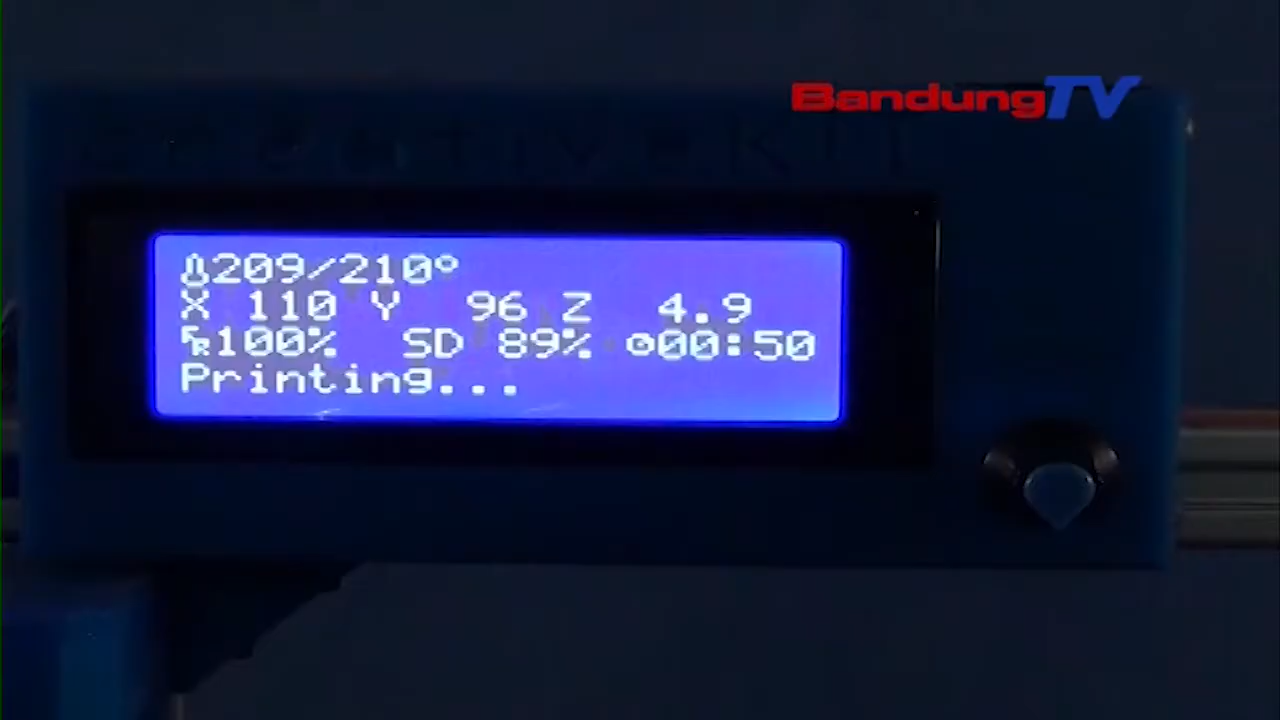 BandungTV
209/210°
X 110 Y 96 Z 4.9
100% SD 89% 00:50
Printing...